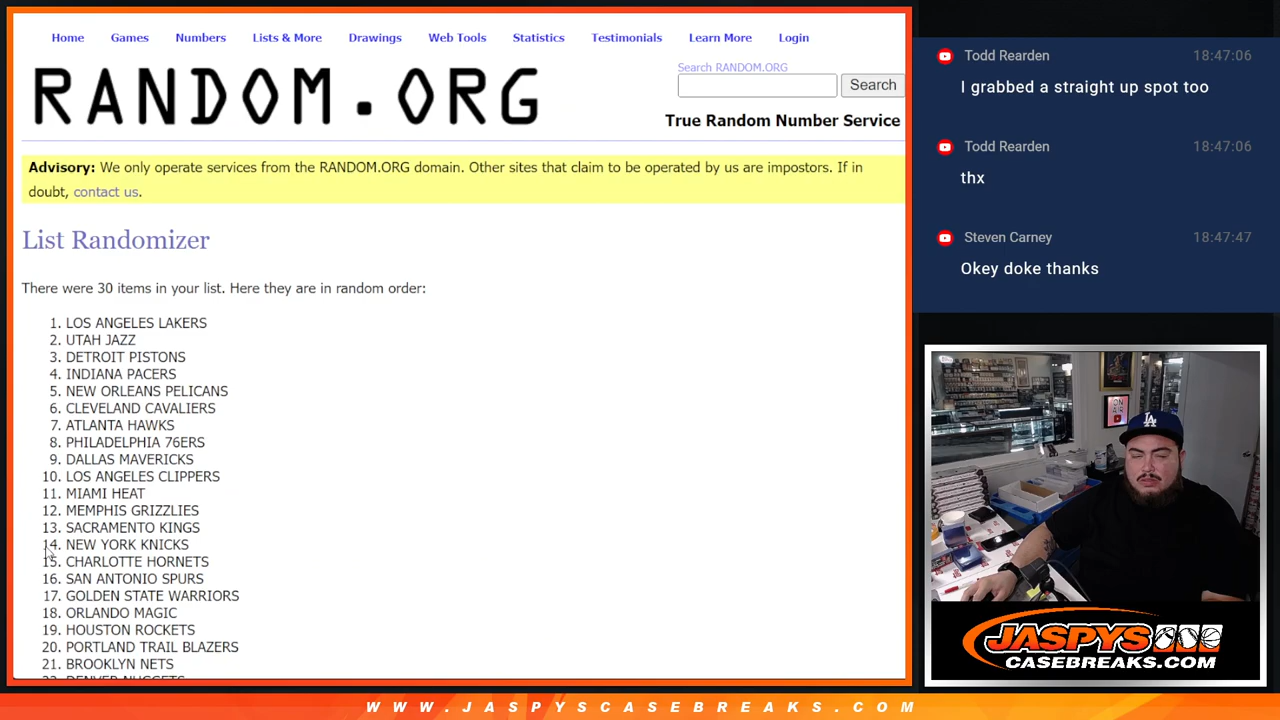 Home Games Numbers Lists & More Drawings Web Tools Statistics Testimonials Learn More Login
RANDOM.ORG
Search RANDOM.ORG
Search
True Random Number Service
Advisory: We only operate services from the RANDOM.ORG domain. Other sites that claim to be operated by us are impostors. If in
doubt, contact us.
List Randomizer
There were 30 items in your list. Here they are in random order:
1. LOS ANGELES LAKERS
2. UTAH JAZZ
3. DETROIT PISTONS
4. INDIANA PACERS
5. NEW ORLEANS PELICANS
6. CLEVELAND CAVALIERS
7. ATLANTA HAWKS
8. PHILADELPHIA 76ERS
9. DALLAS MAVERICKS
10. LOS ANGELES CLIPPERS
11. MIAMI HEAT
12. MEMPHIS GRIZZLIES
13. SACRAMENTO KINGS
14. NEW YORK KNICKS
15. CHARLOTTE HORNETS
16. SAN ANTONIO SPURS
17. GOLDEN STATE WARRIORS
18. ORLANDO MAGIC
19. HOUSTON ROCKETS
20. PORTLAND TRAIL BLAZERS
21. BROOKLYN NETS
22. DENVER NUGGETS
Todd Rearden 18:47:06
I grabbed a straight up spot too
Todd Rearden 18:47:06
thx
Steven Carney 18:47:47
Okey doke thanks
ON AIR
LA
JASPYS
CASEBREAKS.COM
WWW.JASPYSCASEBREAKS.COM